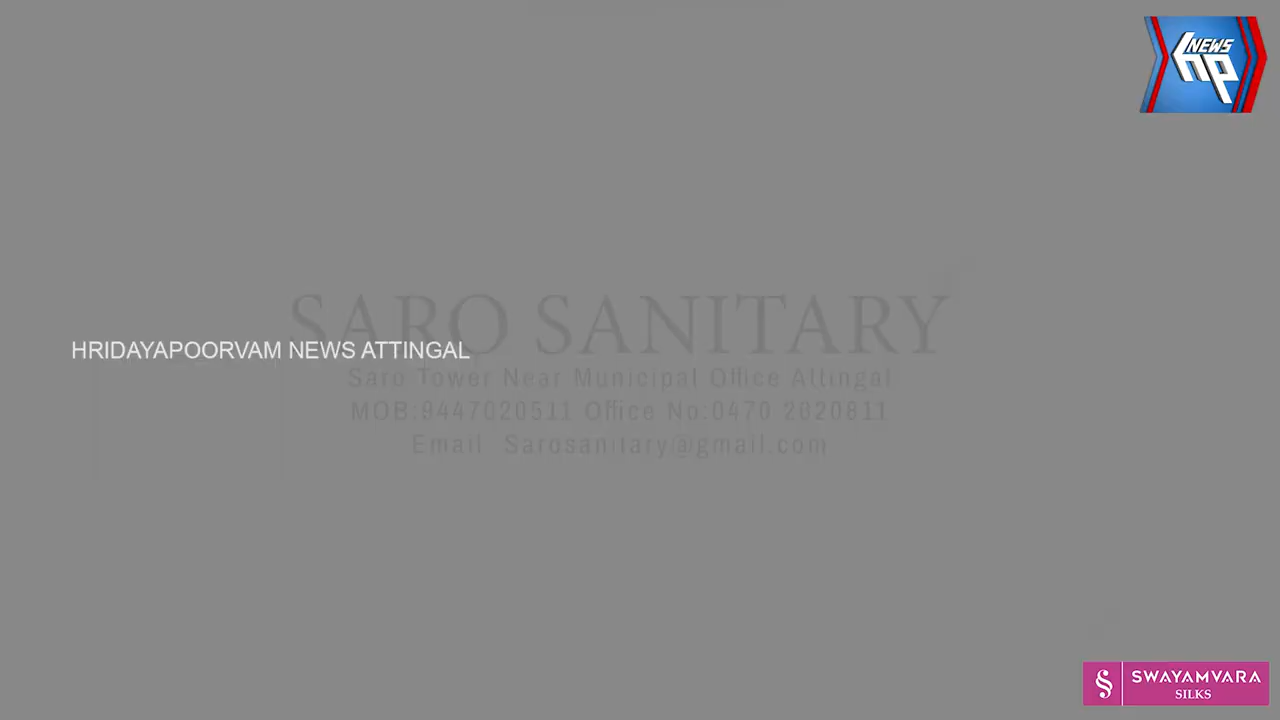 NEWS
hp
SARO SANITARY
HRIDAYAPOORVAM NEWS ATTINGAL
Saro Tower Near Municipal Office Attingal
MOB:9447020511 Office No:0470 2620811
Email Sarosanitary@gmail.com
SWAYAMVARA
SILKS